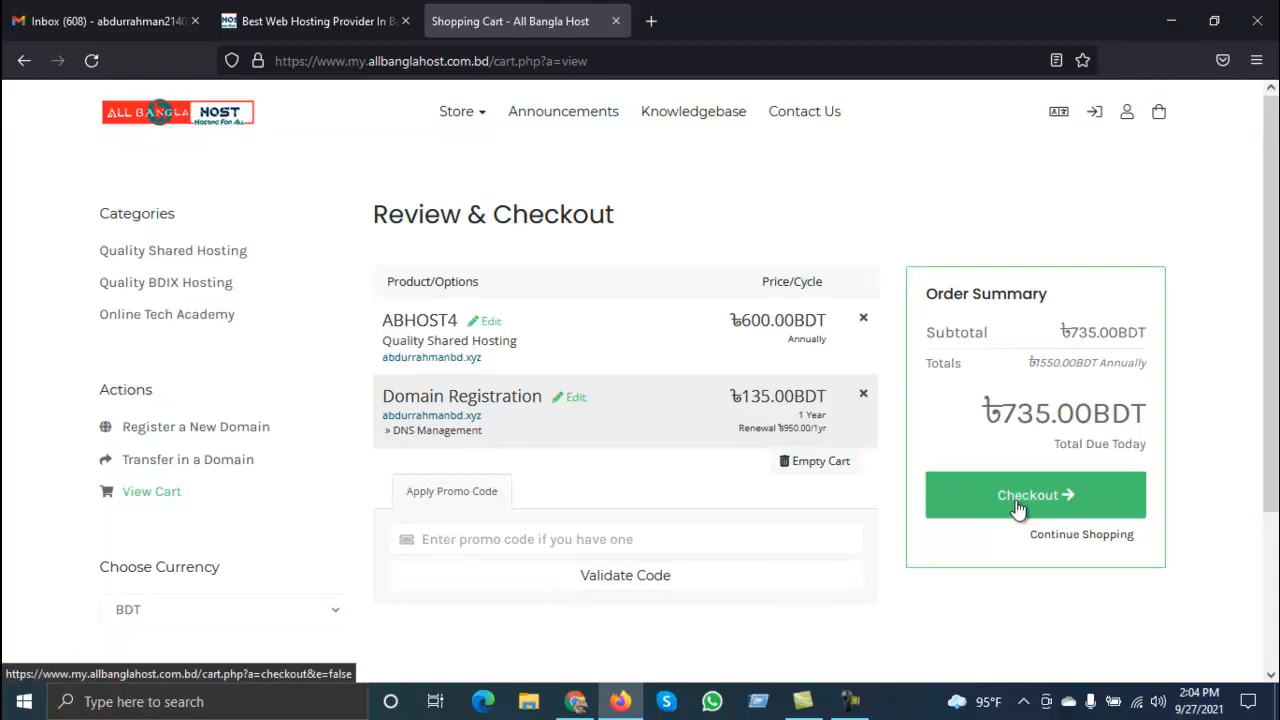 Inbox (608) - abdurrahman2140
Best Web Hosting Provider In B
Shopping Cart - All Bangla Host
https://www.my.allbanglahost.com.bd/cart.php?a=view
ALL BANGLA HOST
HOSTING FOR ALL
Store
Announcements
Knowledgebase
Contact Us
Categories
Quality Shared Hosting
Quality BDIX Hosting
Online Tech Academy
Actions
Register a New Domain
Transfer in a Domain
View Cart
Choose Currency
BDT
Review & Checkout
Product/Options Price/Cycle
ABHOST4 Edit ৳600.00BDT
Quality Shared Hosting Annually
abdurrahmanbd.xyz
Domain Registration Edit ৳135.00BDT
abdurrahmanbd.xyz 1 Year
» DNS Management Renewal ৳950.00/1yr
Empty Cart
Apply Promo Code
Enter promo code if you have one
Validate Code
Order Summary
Subtotal ৳735.00BDT
Totals ৳1550.00BDT Annually
৳735.00BDT
Total Due Today
Checkout
Continue Shopping
https://www.my.allbanglahost.com.bd/cart.php?a=checkout&e=false
Type here to search
95°F
2:04 PM
9/27/2021